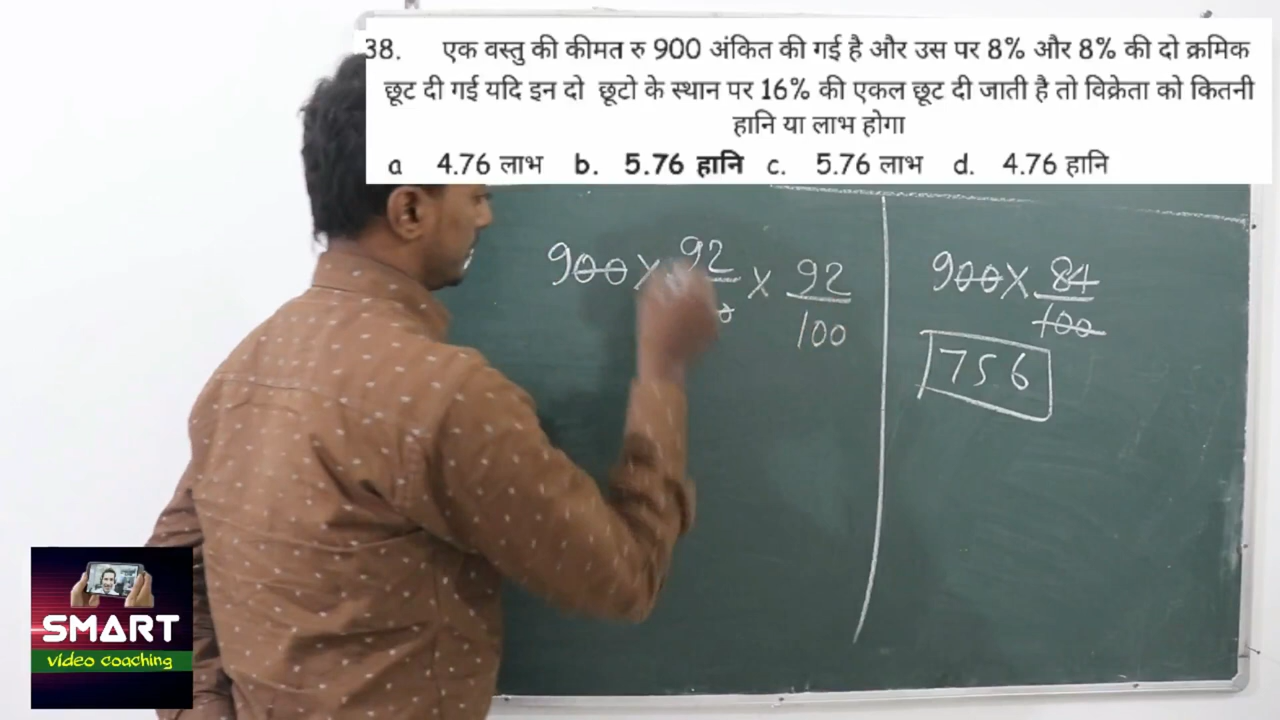 38. एक वस्तु की कीमत रु 900 अंकित की गई है और उस पर 8% और 8% की दो क्रमिक
छूट दी गई यदि इन दो छूटो के स्थान पर 16% की एकल छूट दी जाती है तो विक्रेता को कितनी
हानि या लाभ होगा
a 4.76 लाभ b. 5.76 हानि c. 5.76 लाभ d. 4.76 हानि
900 × 92 × 92
100
900 × 84
100
756
SMART
video coaching